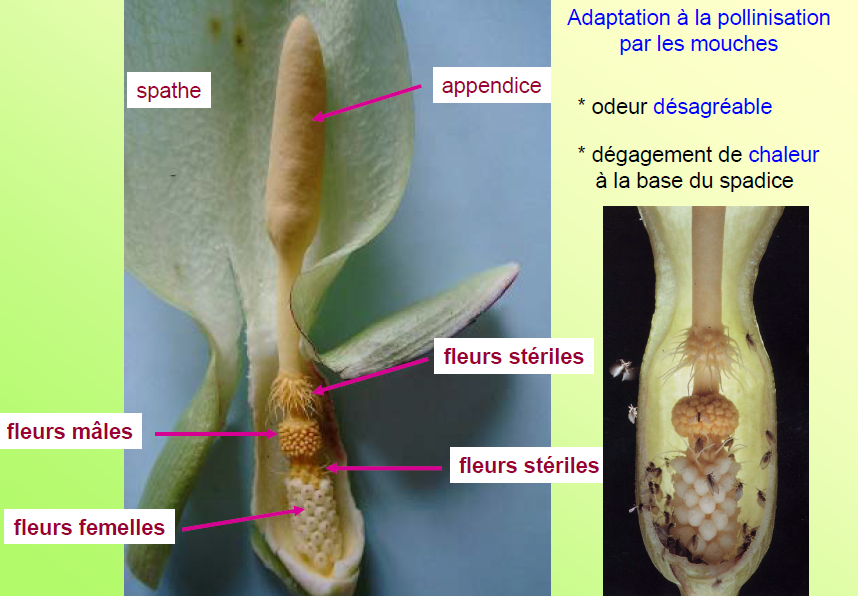 Adaptation à la pollinisation
par les mouches
spathe
appendice
* odeur désagréable
* dégagement de chaleur
à la base du spadice
fleurs stériles
fleurs mâles
fleurs stériles
fleurs femelles